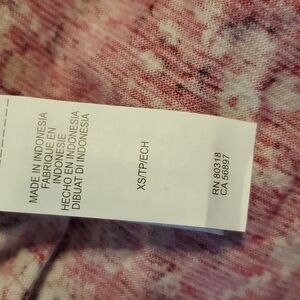 MADE IN INDONESIA
FABRIQUE EN
INDONESIE
HECHO EN INDONESIA
DIBUAT DI INDONESIA
XS/TP/ECH
RN 80318
CA 56897